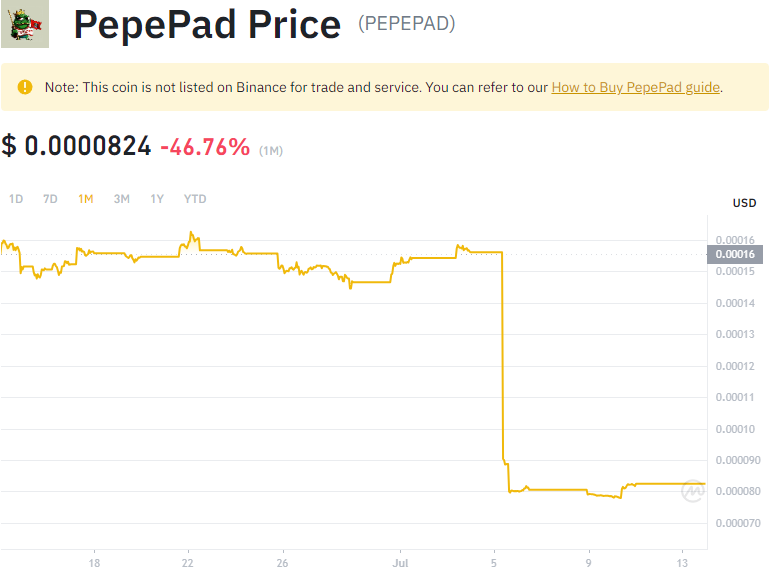 PepePad Price (PEPEPAD)
Note: This coin is not listed on Binance for trade and service. You can refer to our How to Buy PepePad guide.
$ 0.0000824 -46.76% (1M)
1D 7D 1M 3M 1Y YTD
USD
0.00016
0.00016
0.00015
0.00014
0.00013
0.00012
0.00011
0.00010
0.000090
0.000080
0.000070
18 22 26 Jul 5 9 13